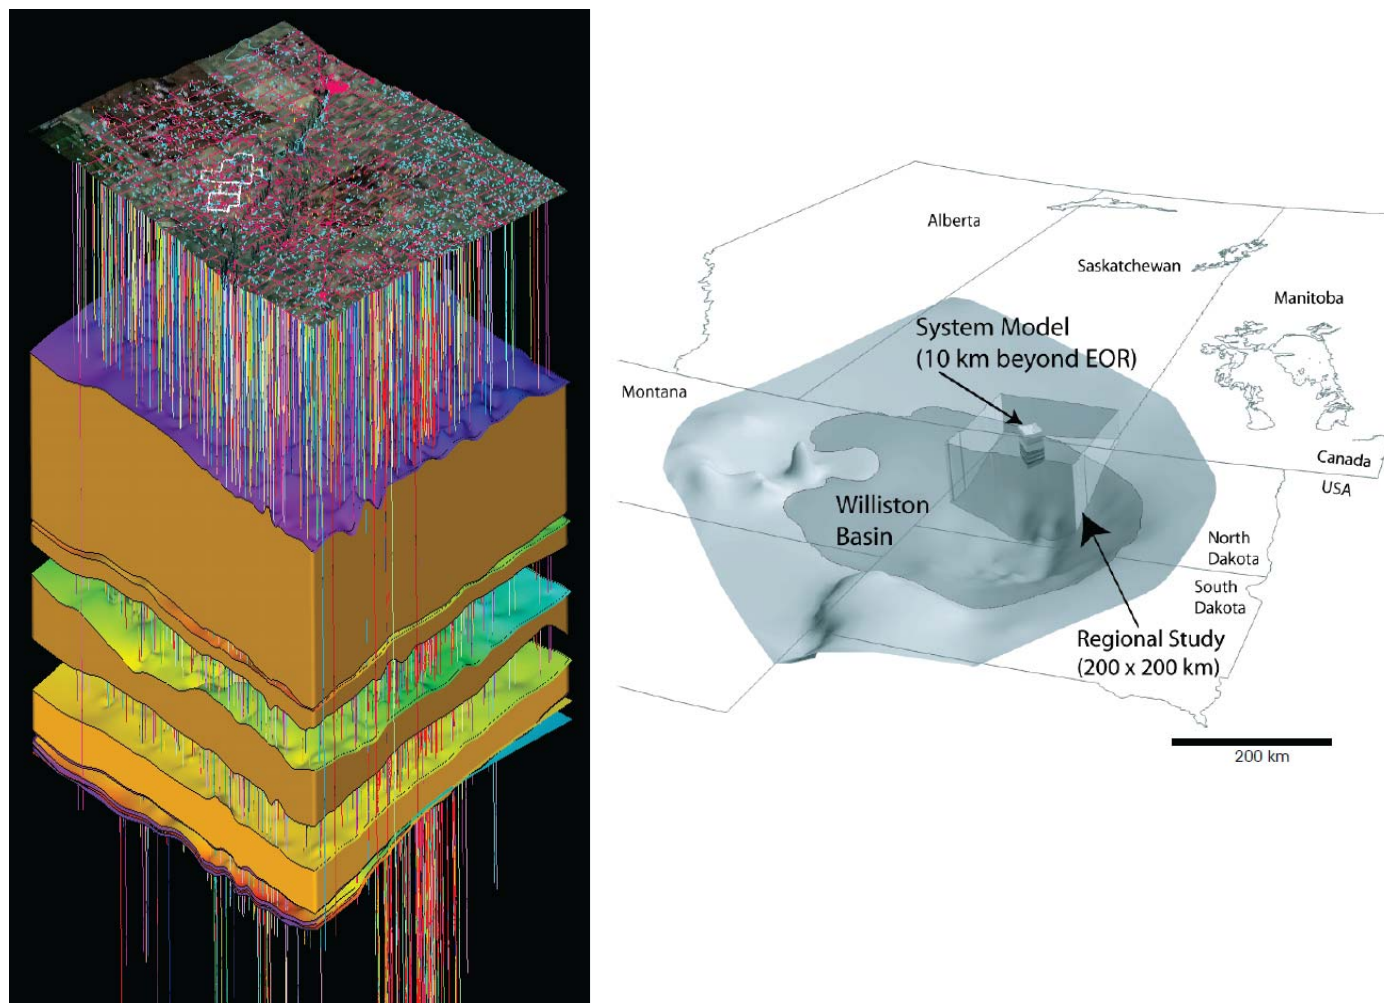 Alberta
Saskatchewan
Manitoba
System Model
(10 km beyond EOR)
Montana
Canada
USA
Williston
Basin
North
Dakota
South
Dakota
Regional Study
(200 x 200 km)
200 km